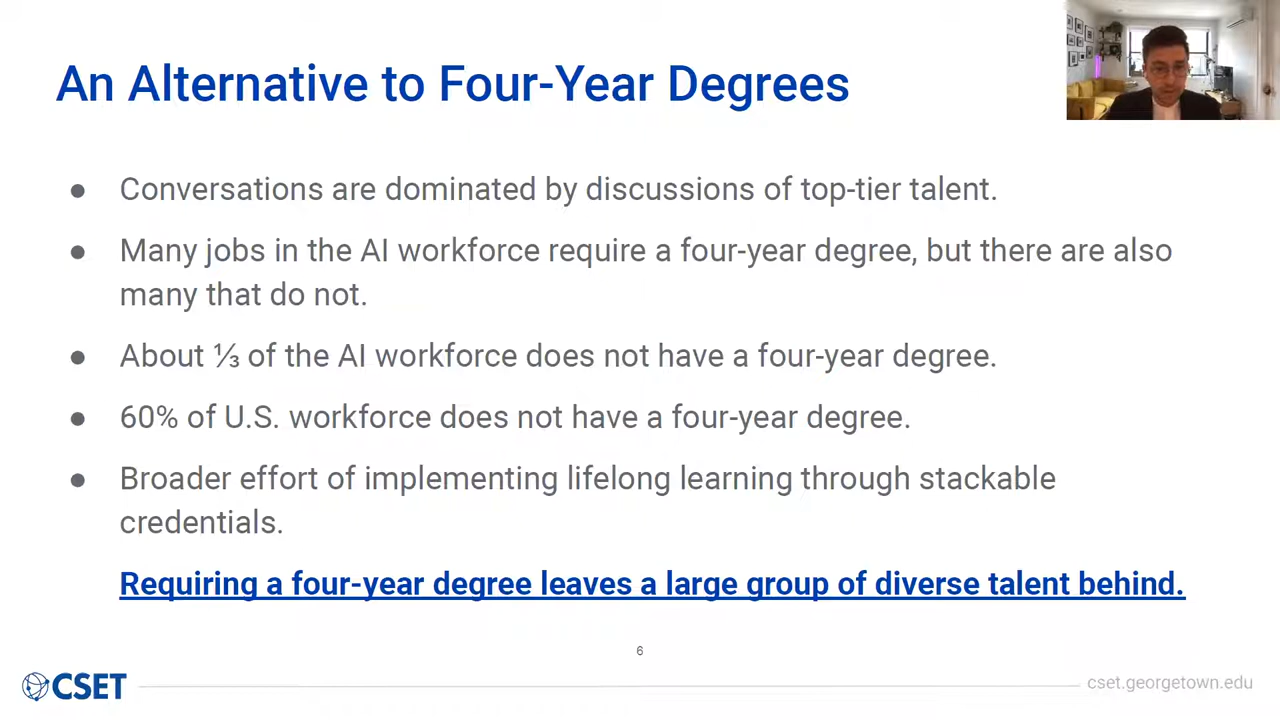 An Alternative to Four-Year Degrees
● Conversations are dominated by discussions of top-tier talent.
● Many jobs in the AI workforce require a four-year degree, but there are also
many that do not.
● About ⅓ of the AI workforce does not have a four-year degree.
● 60% of U.S. workforce does not have a four-year degree.
● Broader effort of implementing lifelong learning through stackable
credentials.
Requiring a four-year degree leaves a large group of diverse talent behind.
6
CSET
cset.georgetown.edu